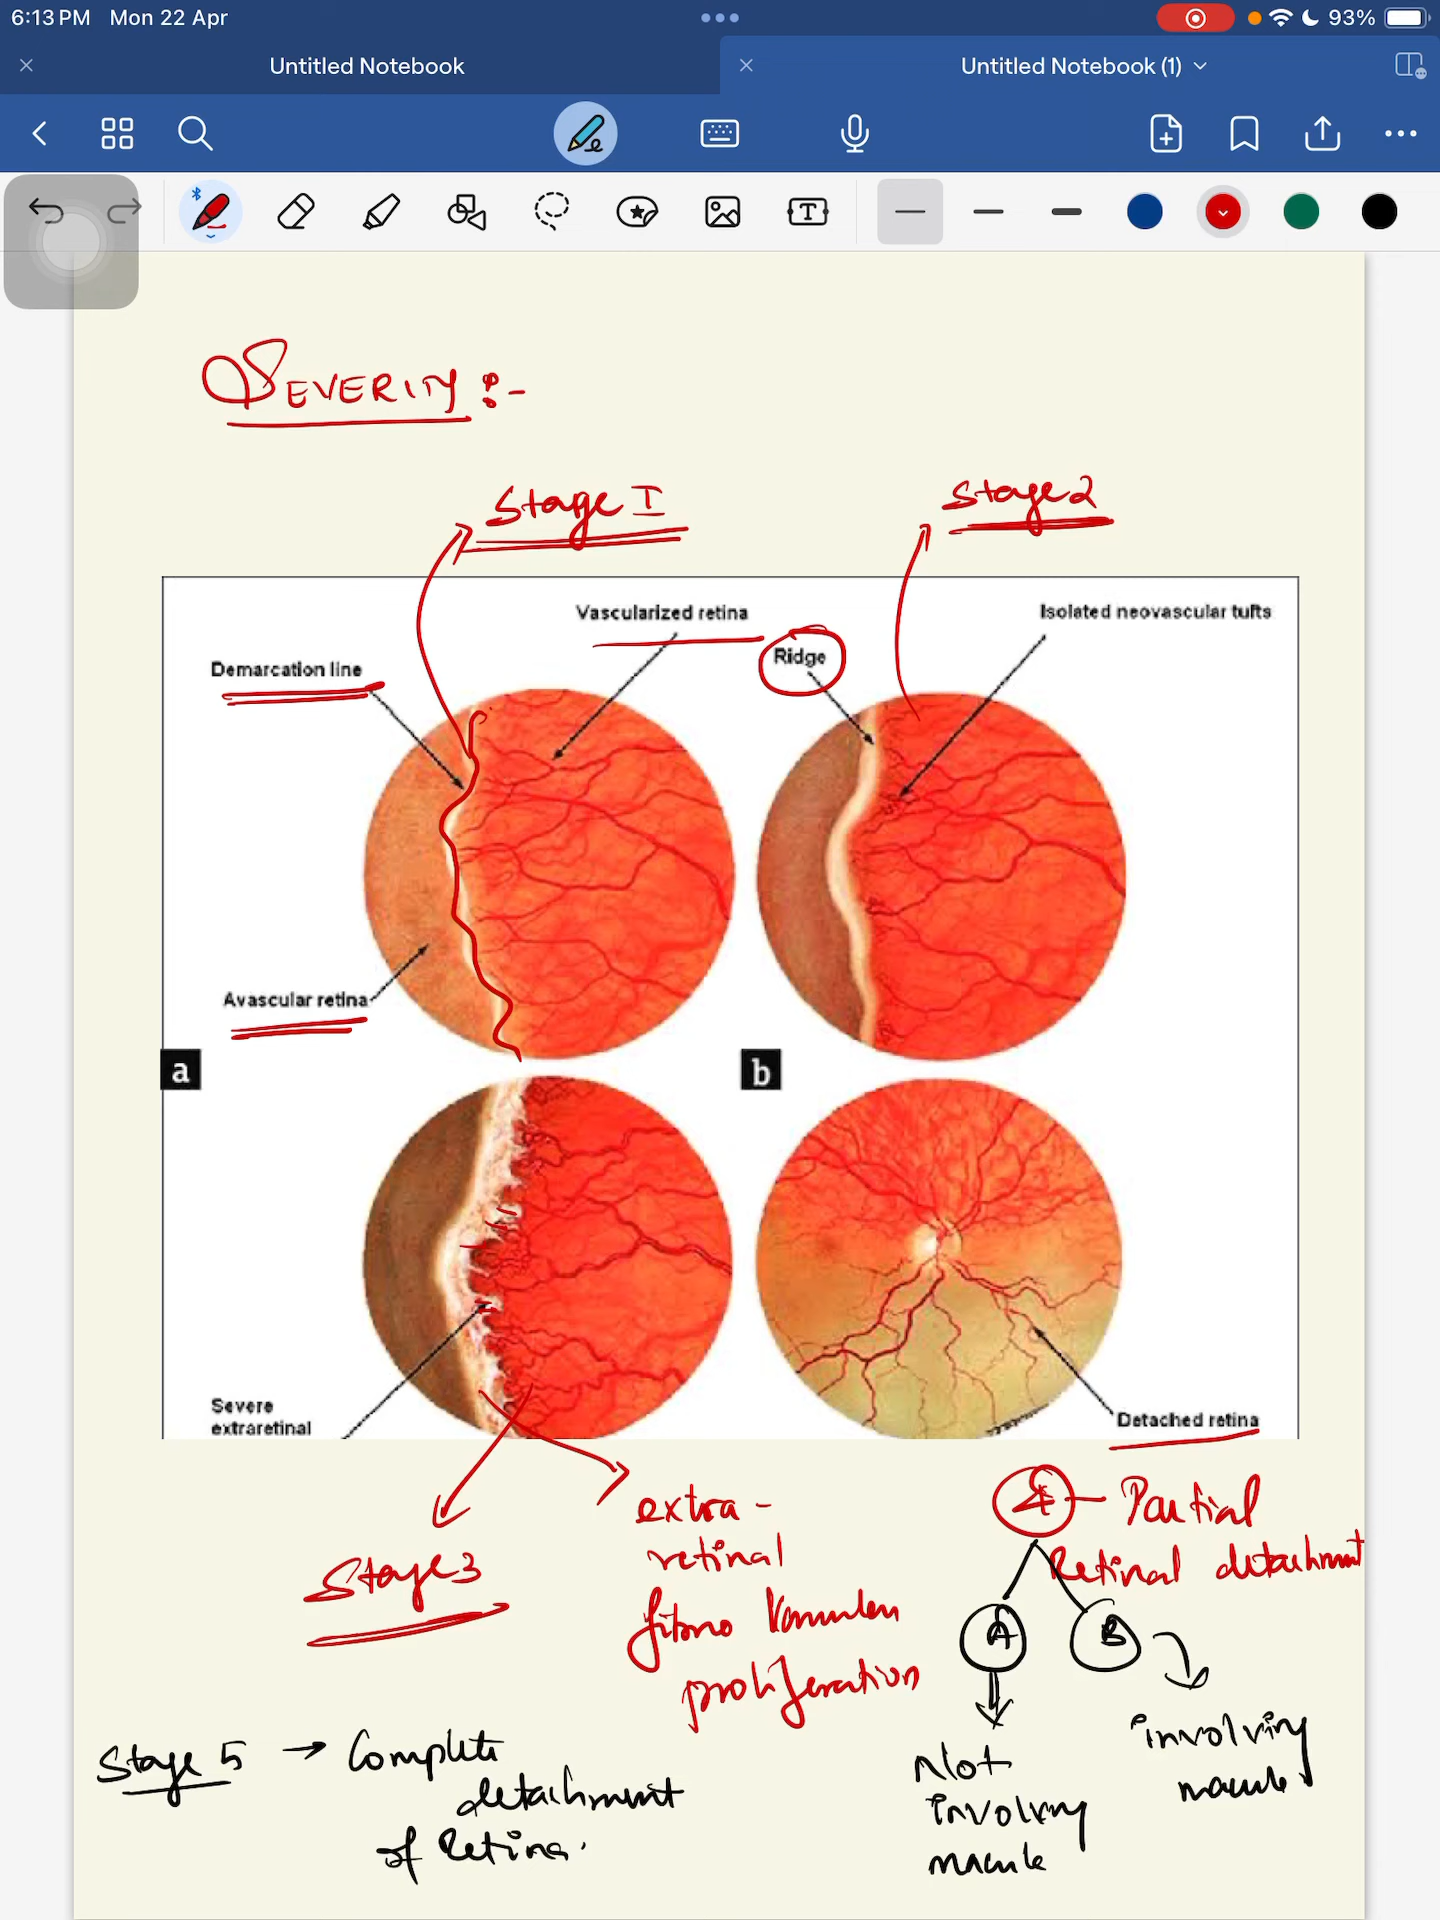 6:13 PM Mon 22 Apr
93%
Untitled Notebook
Untitled Notebook (1)
SEVERITY :-
Stage I
Stage 2
Vascularized retina
Isolated neovascular tufts
Demarcation line
Ridge
Avascular retina
a
b
Severe
extraretinal
Detached retina
Stage 3
extra -
retinal
fibro Vascular
proliferation
4 - Partial
Retinal detachment
A
B
Not
involving
macula
involving
macula
Stage 5 → Complete
detachment
of Retina.